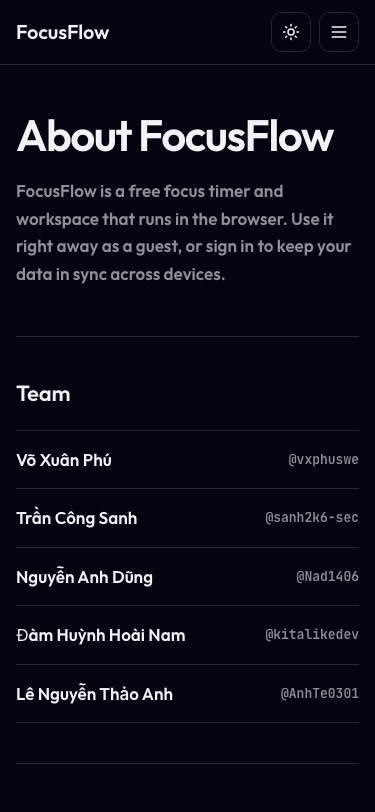 FocusFlow
About FocusFlow
FocusFlow is a free focus timer and
workspace that runs in the browser. Use it
right away as a guest, or sign in to keep your
data in sync across devices.
Team
Võ Xuân Phú @vxphuswe
Trần Công Sanh @sanh2k6-sec
Nguyễn Anh Dũng @Nad1406
Đàm Huỳnh Hoài Nam @kitalikedev
Lê Nguyễn Thảo Anh @AnhTe0301